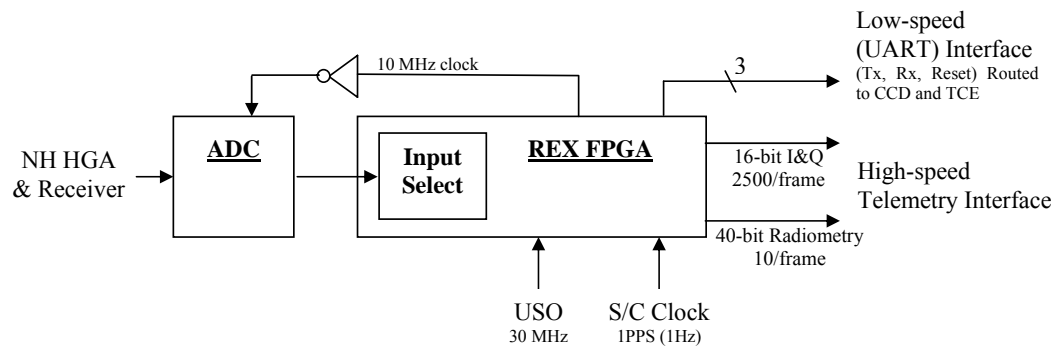 Low-speed
(UART) Interface
(Tx, Rx, Reset) Routed
to CCD and TCE
3
10 MHz clock
NH HGA
& Receiver
ADC
Input
Select
REX FPGA
16-bit I&Q
2500/frame
High-speed
Telemetry Interface
40-bit Radiometry
10/frame
USO
30 MHz
S/C Clock
1PPS (1Hz)